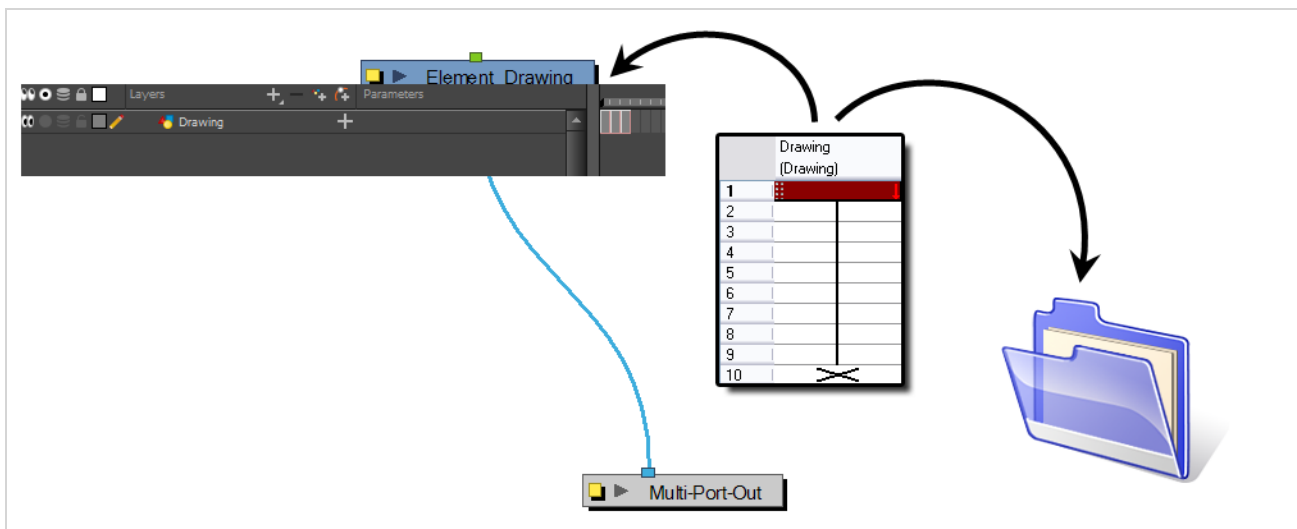 Element_Drawing
Layers Parameters
Drawing
Drawing
(Drawing)
1
2
3
4
5
6
7
8
9
10
Multi-Port-Out